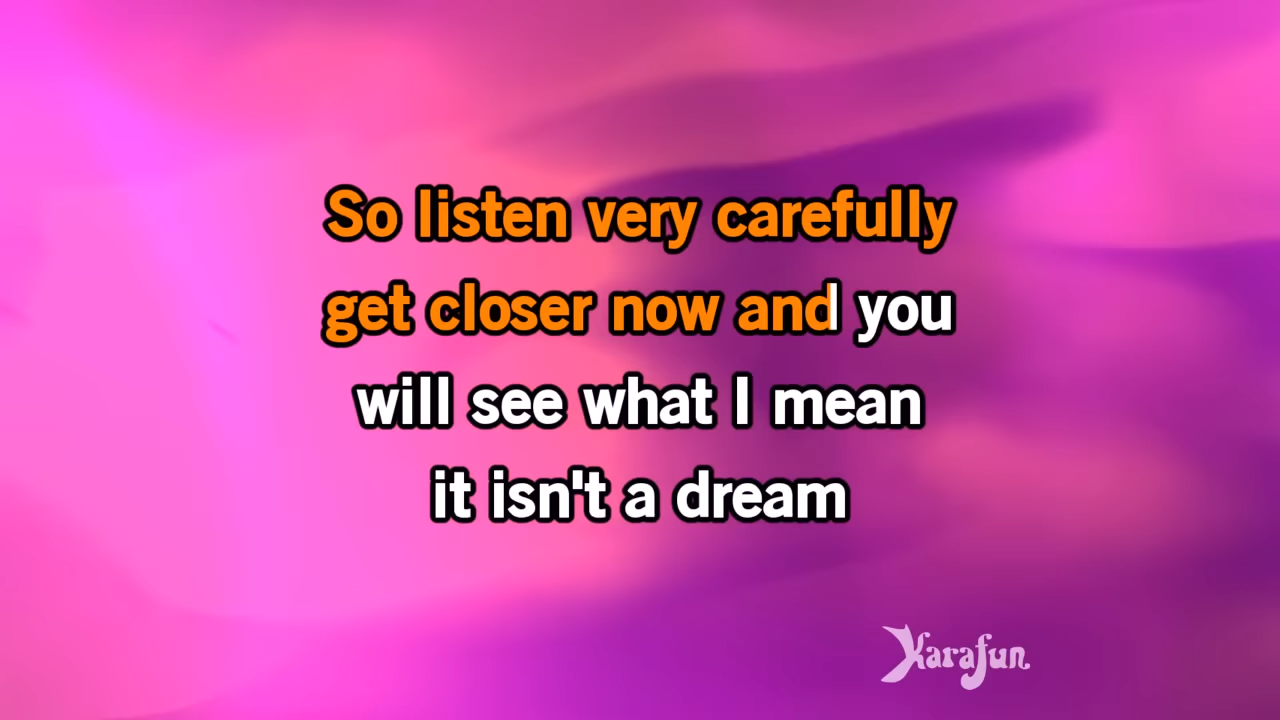 So listen very carefully
get closer now and you
will see what I mean
it isn't a dream
Karafun